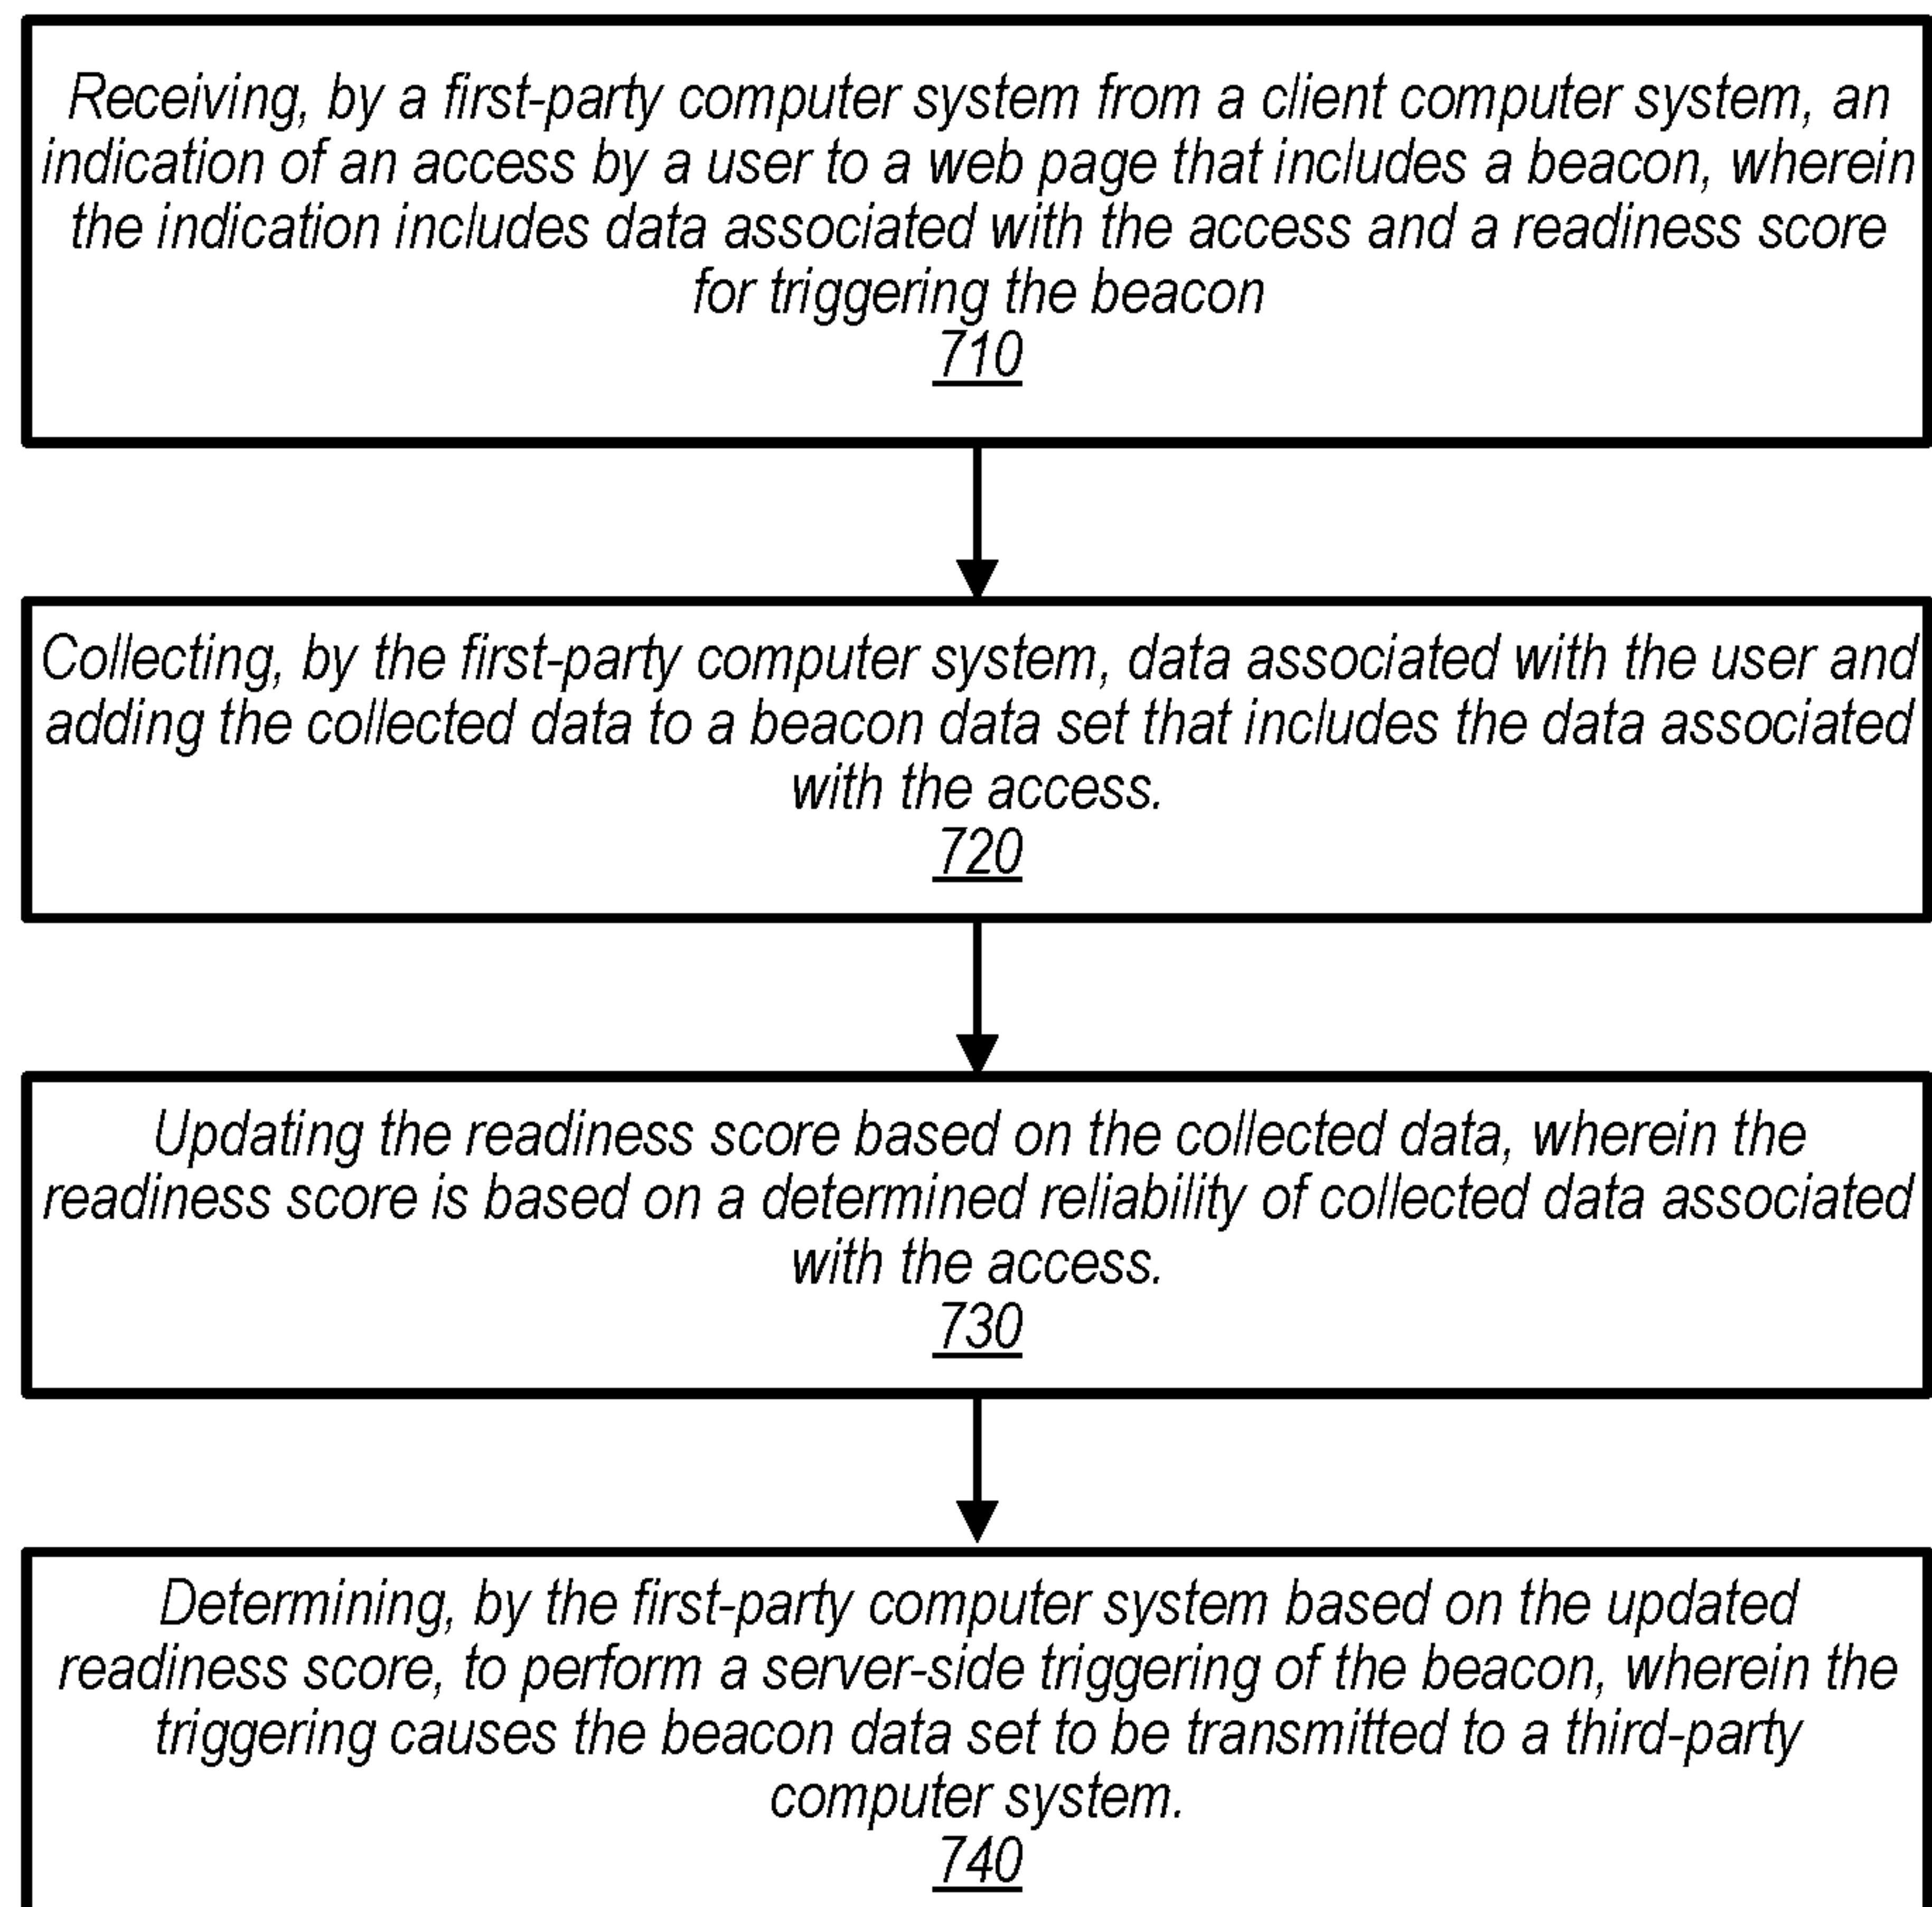 Receiving, by a first-party computer system from a client computer system, an
indication of an access by a user to a web page that includes a beacon, wherein
the indication includes data associated with the access and a readiness score
for triggering the beacon
710
Collecting, by the first-party computer system, data associated with the user and
adding the collected data to a beacon data set that includes the data associated
with the access.
720
Updating the readiness score based on the collected data, wherein the
readiness score is based on a determined reliability of collected data associated
with the access.
730
Determining, by the first-party computer system based on the updated
readiness score, to perform a server-side triggering of the beacon, wherein the
triggering causes the beacon data set to be transmitted to a third-party
computer system.
740